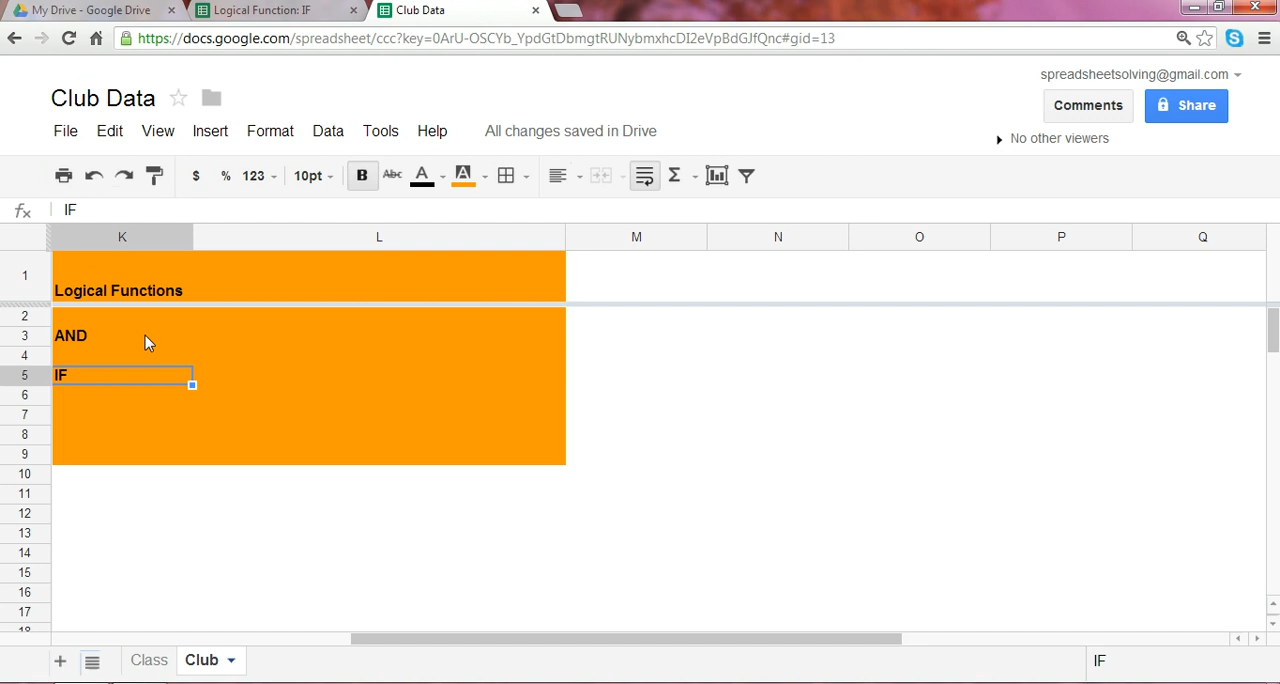 My Drive - Google Drive
Logical Function: IF
Club Data
https://docs.google.com/spreadsheet/ccc?key=0ArU-OSCYb_YpdGtDbmgtRUNybmxhcDI2eVpBdGJfQnc#gid=13
spreadsheetsolving@gmail.com
Club Data
Comments
Share
File Edit View Insert Format Data Tools Help All changes saved in Drive
No other viewers
$ % 123 10pt B Abc A A Σ
fx IF
K L M N O P Q
1 Logical Functions
2
3 AND
4
5 IF
6
7
8
9
10
11
12
13
14
15
16
17
18
+ Class Club IF